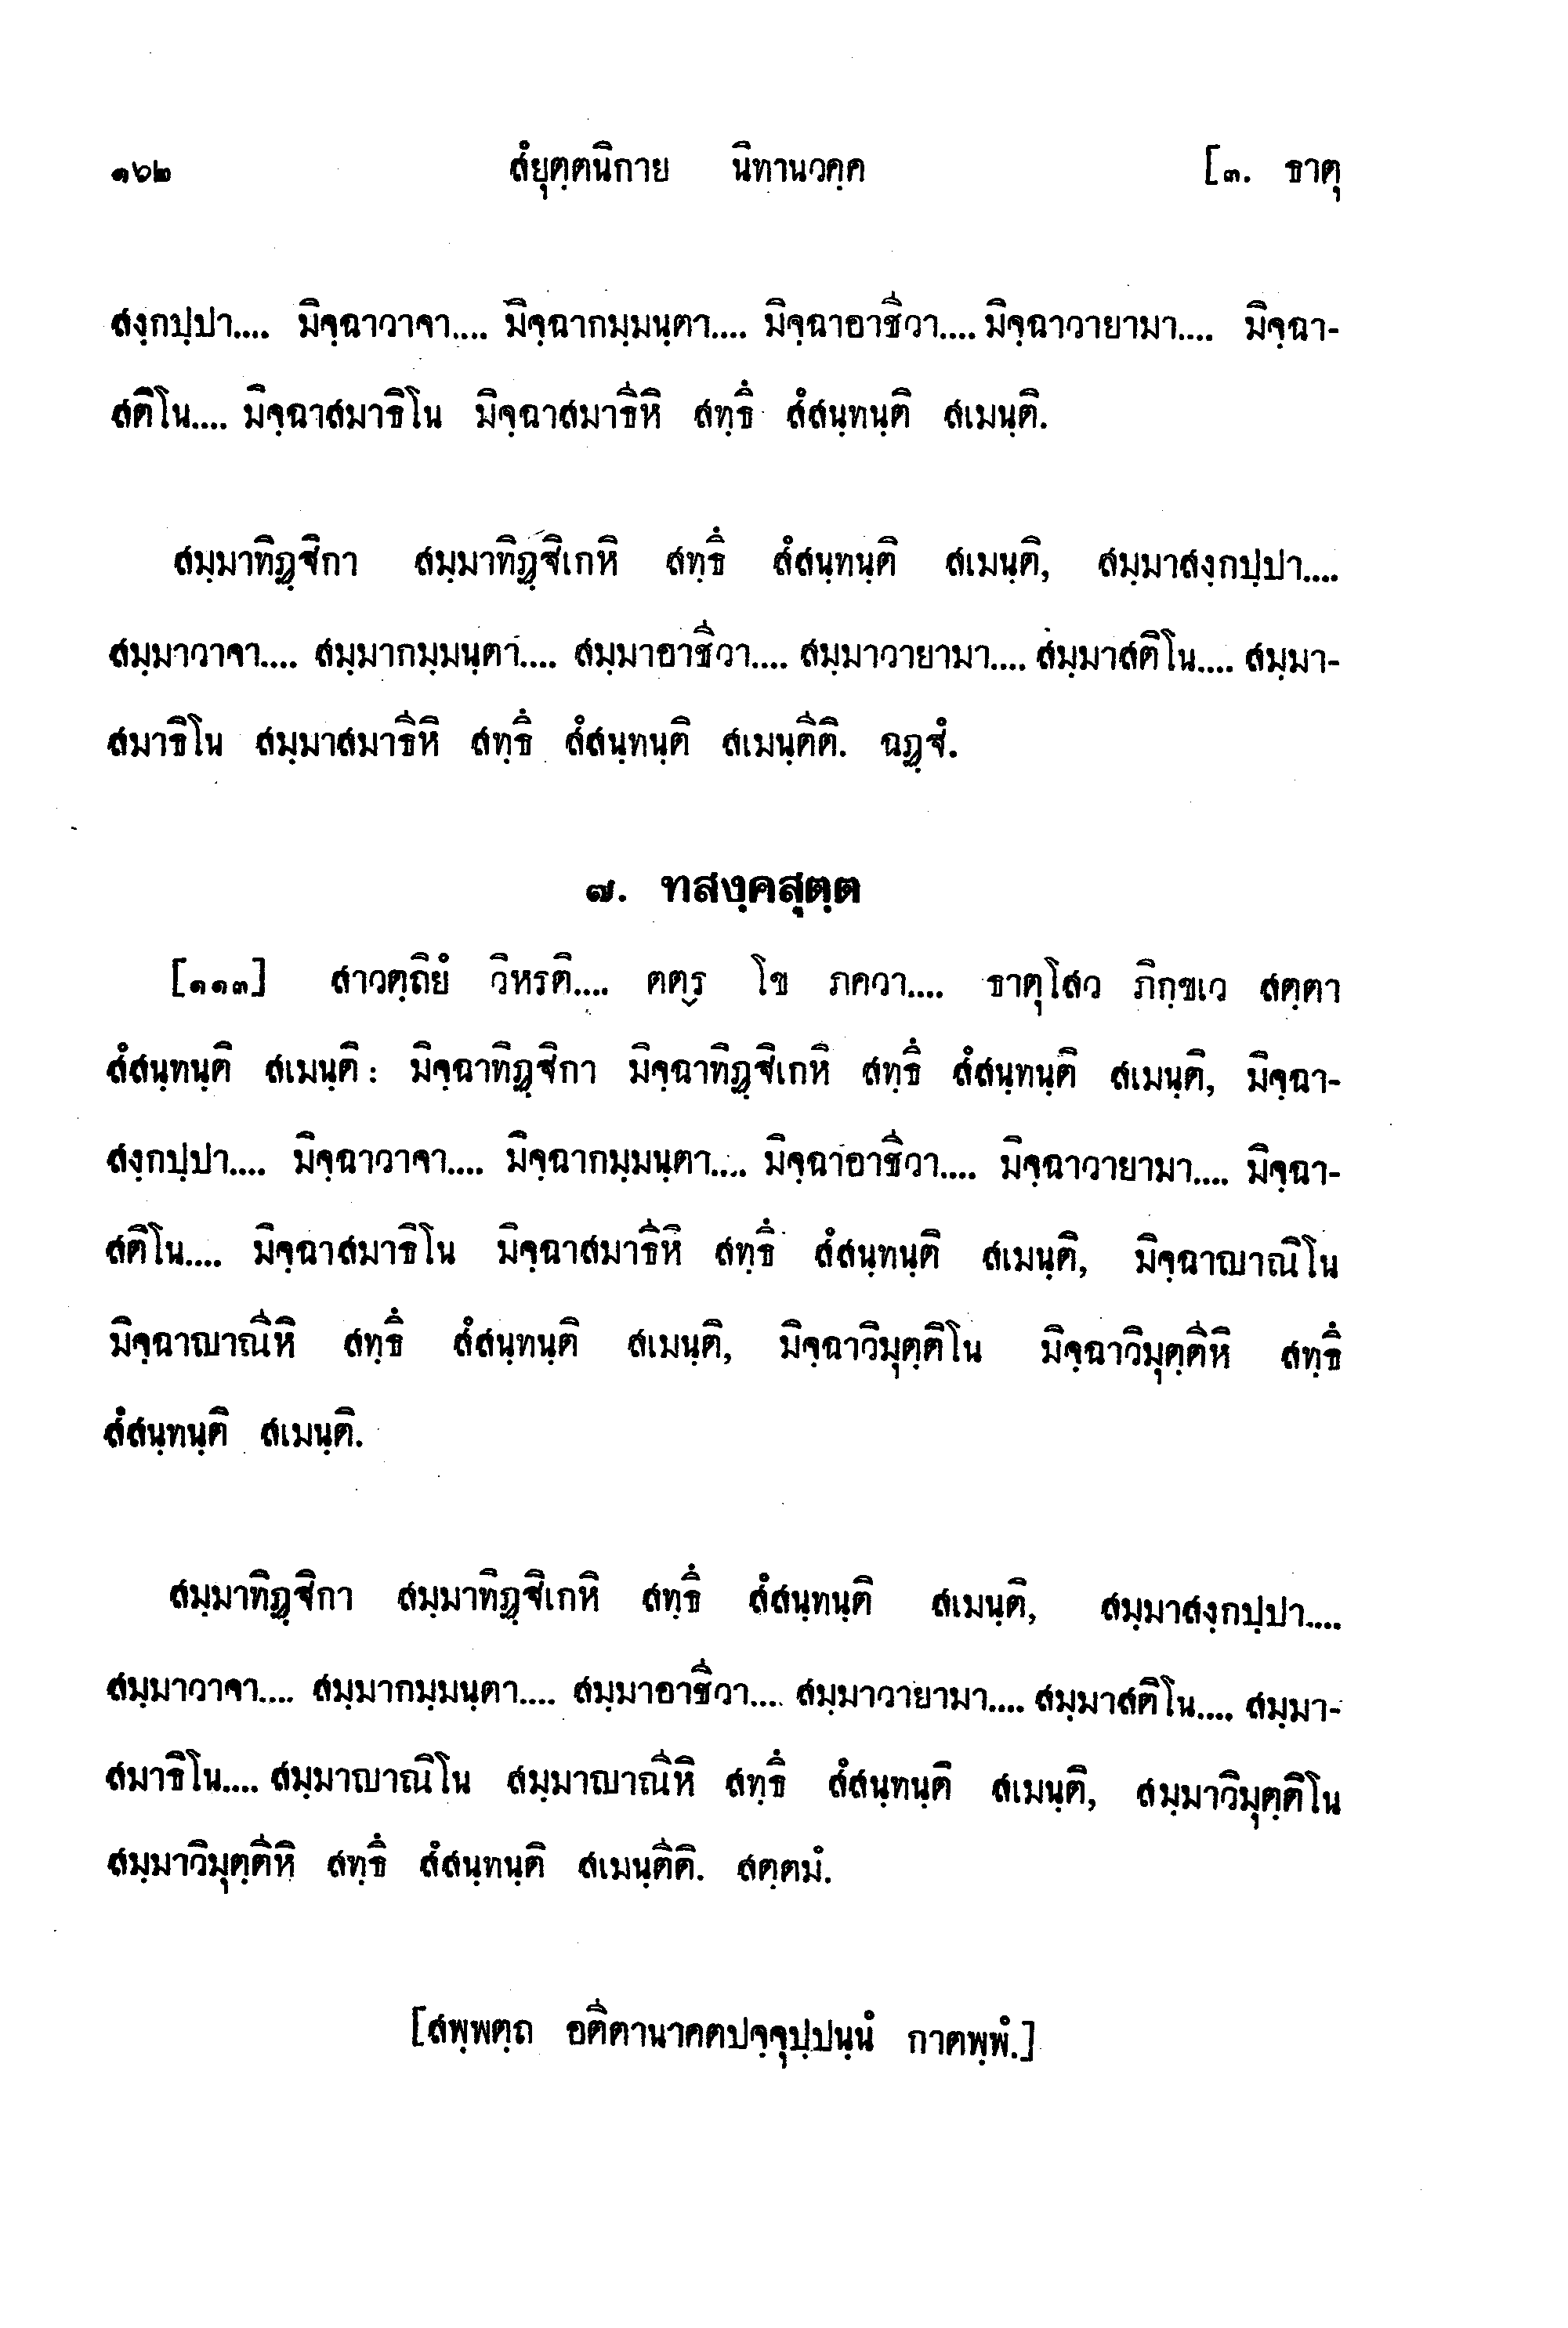 ๑๖๒ สํยุตฺตนิกาย นิทานวคฺค [๓. ธาตุ
สงฺกปฺปา.... มิจฺฉาวาจา.... มิจฺฉากมฺมนฺตา.... มิจฺฉาอาชีวา.... มิจฺฉาวายามา.... มิจฺฉา-
สติโน.... มิจฺฉาสมาธิโน มิจฺฉาสมาธีหิ สทฺธึ สํสนฺทนฺติ สเมนฺติ.
สมฺมาทิฏฺฐิกา สมฺมาทิฏฺฐิเกหิ สทฺธึ สํสนฺทนฺติ สเมนฺติ, สมฺมาสงฺกปฺปา....
สมฺมาวาจา.... สมฺมากมฺมนฺตา.... สมฺมาอาชีวา.... สมฺมาวายามา.... สมฺมาสติโน.... สมฺมา-
สมาธิโน สมฺมาสมาธีหิ สทฺธึ สํสนฺทนฺติ สเมนฺตีติ. ฉฏฺฐํ.
๗. ทสงฺคสุตฺต
[๑๑๓] สาวตฺถิยํ วิหรติ.... ตตฺร โข ภควา.... ธาตุโสว ภิกฺขเว สตฺตา
สํสนฺทนฺติ สเมนฺติ : มิจฺฉาทิฏฺฐิกา มิจฺฉาทิฏฺฐิเกหิ สทฺธึ สํสนฺทนฺติ สเมนฺติ, มิจฺฉา-
สงฺกปฺปา.... มิจฺฉาวาจา.... มิจฺฉากมฺมนฺตา.... มิจฺฉาอาชีวา.... มิจฺฉาวายามา.... มิจฺฉา-
สติโน.... มิจฺฉาสมาธิโน มิจฺฉาสมาธีหิ สทฺธึ สํสนฺทนฺติ สเมนฺติ, มิจฺฉาญาณิโน
มิจฺฉาญาณีหิ สทฺธึ สํสนฺทนฺติ สเมนฺติ, มิจฺฉาวิมุตฺติโน มิจฺฉาวิมุตฺตีหิ สทฺธึ
สํสนฺทนฺติ สเมนฺติ.
สมฺมาทิฏฺฐิกา สมฺมาทิฏฺฐิเกหิ สทฺธึ สํสนฺทนฺติ สเมนฺติ, สมฺมาสงฺกปฺปา....
สมฺมาวาจา.... สมฺมากมฺมนฺตา.... สมฺมาอาชีวา.... สมฺมาวายามา.... สมฺมาสติโน.... สมฺมา-
สมาธิโน.... สมฺมาญาณิโน สมฺมาญาณีหิ สทฺธึ สํสนฺทนฺติ สเมนฺติ, สมฺมาวิมุตฺติโน
สมฺมาวิมุตฺตีหิ สทฺธึ สํสนฺทนฺติ สเมนฺตีติ. สตฺตมํ.
[สพฺพตฺถ อตีตานาคตปจฺจุปฺปนฺนํ กาตพฺพํ.]